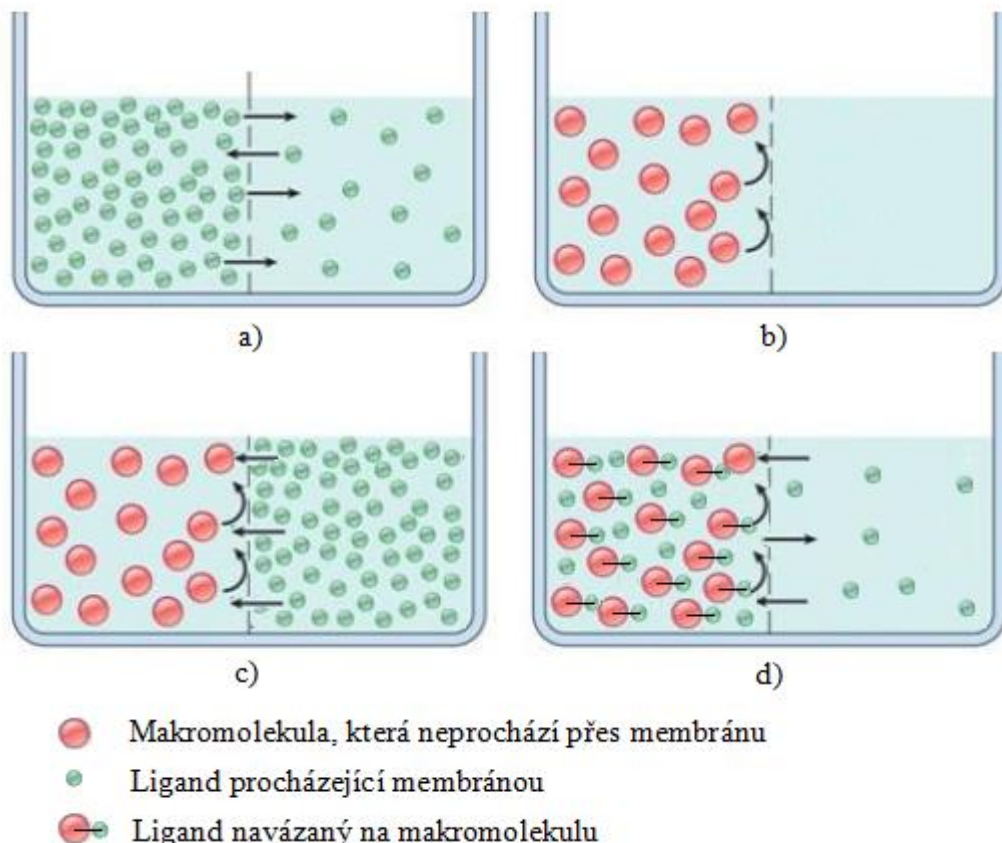 a)
b)
c)
d)
Makromolekula, která neprochází přes membránu
Ligand procházející membránou
Ligand navázaný na makromolekulu